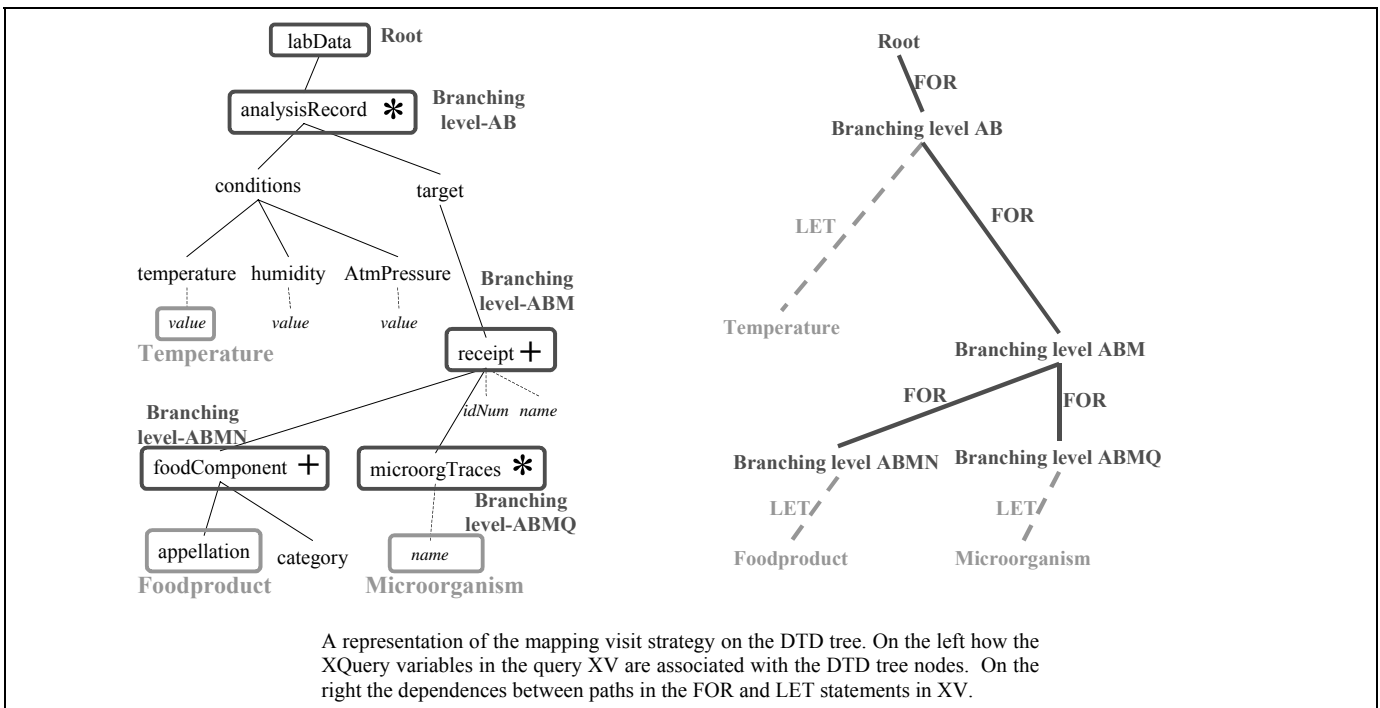 labData
Root
analysisRecord *
Branching
level-AB
conditions
target
temperature
humidity
AtmPressure
value
value
value
Temperature
Branching
level-ABM
receipt +
idNum
name
Branching
level-ABMN
foodComponent +
microorgTraces *
Branching
level-ABMQ
appellation
category
name
Foodproduct
Microorganism
Root
FOR
Branching level AB
LET
FOR
Temperature
Branching level ABM
FOR
FOR
Branching level ABMN
Branching level ABMQ
LET
LET
Foodproduct
Microorganism
A representation of the mapping visit strategy on the DTD tree. On the left how the
XQuery variables in the query XV are associated with the DTD tree nodes. On the
right the dependences between paths in the FOR and LET statements in XV.